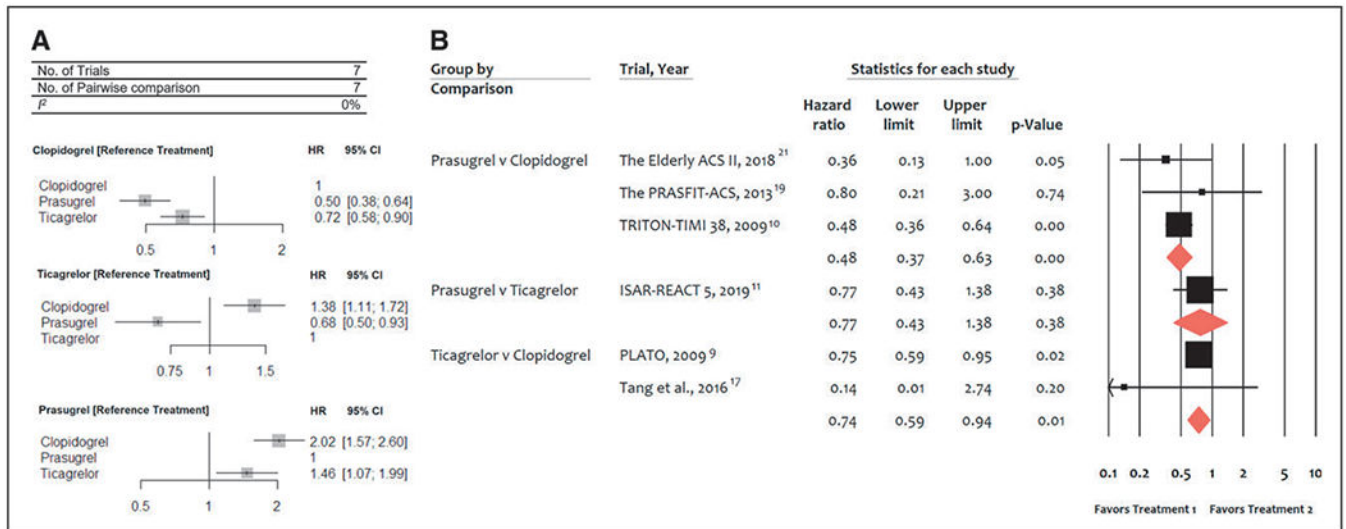 A
No. of Trials 7
No. of Pairwise comparison 7
I² 0%
Clopidogrel [Reference Treatment] HR 95% CI
Clopidogrel 1
Prasugrel 0.50 [0.38; 0.64]
Ticagrelor 0.72 [0.58; 0.90]
0.5 1 2
Ticagrelor [Reference Treatment] HR 95% CI
Clopidogrel 1.38 [1.11; 1.72]
Prasugrel 0.68 [0.50; 0.93]
Ticagrelor 1
0.75 1 1.5
Prasugrel [Reference Treatment] HR 95% CI
Clopidogrel 2.02 [1.57; 2.60]
Prasugrel 1
Ticagrelor 1.46 [1.07; 1.99]
0.5 1 2
B
Group by Trial, Year Statistics for each study
Comparison
Hazard Lower Upper
ratio limit limit p-Value
Prasugrel v Clopidogrel The Elderly ACS II, 2018 21 0.36 0.13 1.00 0.05
The PRASFIT-ACS, 2013 19 0.80 0.21 3.00 0.74
TRITON-TIMI 38, 2009 10 0.48 0.36 0.64 0.00
0.48 0.37 0.63 0.00
Prasugrel v Ticagrelor ISAR-REACT 5, 2019 11 0.77 0.43 1.38 0.38
0.77 0.43 1.38 0.38
Ticagrelor v Clopidogrel PLATO, 2009 9 0.75 0.59 0.95 0.02
Tang et al., 2016 17 0.14 0.01 2.74 0.20
0.74 0.59 0.94 0.01
0.1 0.2 0.5 1 2 5 10
Favors Treatment 1 Favors Treatment 2